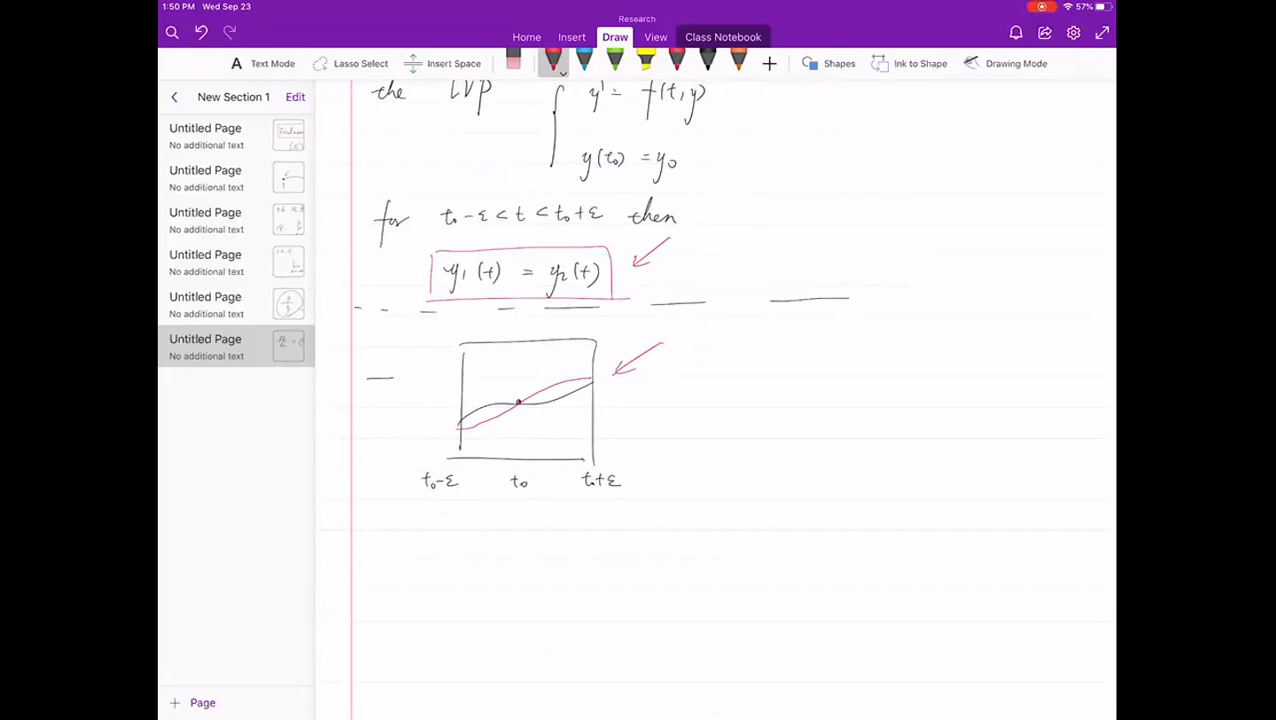 1:50 PM Wed Sep 23
57%
Research
Home Insert Draw View Class Notebook
Text Mode Lasso Select Insert Space Shapes Ink to Shape Drawing Mode
New Section 1 Edit
Untitled Page
No additional text
Untitled Page
No additional text
Untitled Page
No additional text
Untitled Page
No additional text
Untitled Page
No additional text
Untitled Page
No additional text
Page
the IVP { y' = f(t, y)
y(t0) = y0
for t0-ε < t < t0+ε then
y1(t) = y2(t)
t0-ε t0 t0+ε